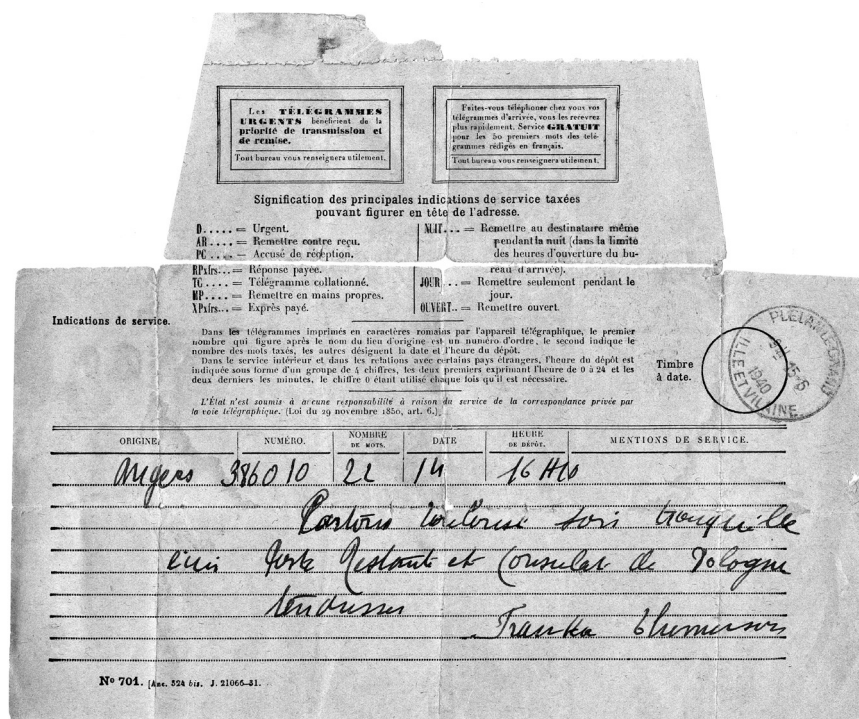 Les TÉLÉGRAMMES
URGENTS bénéficient de la
priorité de transmission et
de remise.
Tout bureau vous renseignera utilement.
Faites-vous téléphoner chez vous vos
télégrammes d'arrivée, vous les recevrez
plus rapidement. Service GRATUIT
pour les 50 premiers mots des télé-
grammes rédigés en français.
Tout bureau vous renseignera utilement.
Signification des principales indications de service taxées
pouvant figurer en tête de l'adresse.
D..... = Urgent.
AR.... = Remettre contre reçu.
PC.... = Accusé de réception.
RPxfrs... = Réponse payée.
TC.... = Télégramme collationné.
MP.... = Remettre en mains propres.
XPxfrs... = Exprès payé.
NUIT... = Remettre au destinataire même
pendant la nuit (dans la limite
des heures d'ouverture du bu-
reau d'arrivée).
JOUR... = Remettre seulement pendant le
jour.
OUVERT.. = Remettre ouvert.
Indications de service.
Dans les télégrammes imprimés en caractères romains par l'appareil télégraphique, le premier
nombre qui figure après le nom du lieu d'origine est un numéro d'ordre, le second indique le
nombre des mots taxés, les autres désignent la date et l'heure du dépôt.
Dans le service intérieur et dans les relations avec certains pays étrangers, l'heure du dépôt est
indiquée sous forme d'un groupe de 4 chiffres, les deux premiers exprimant l'heure de 0 à 24 et les
deux derniers les minutes, le chiffre 0 étant utilisé chaque fois qu'il est nécessaire.
L'État n'est soumis à aucune responsabilité à raison du service de la correspondance privée par
la voie télégraphique. (Loi du 29 novembre 1850, art. 6.)
Timbre
à date.
PLÉLAN-LE-GRAND
1940
ILLE ET VILAINE
ORIGINE. NUMÉRO. NOMBRE DE MOTS. DATE HEURE DE DÉPÔT. MENTIONS DE SERVICE.
Angers 386010 22 14 16H10
Partons Toulouse sois tranquille
Poste Restante et Consulat de Pologne
tendresses
Franka Themerson
N° 701. [Anc. 524 bis. J. 21066-31.